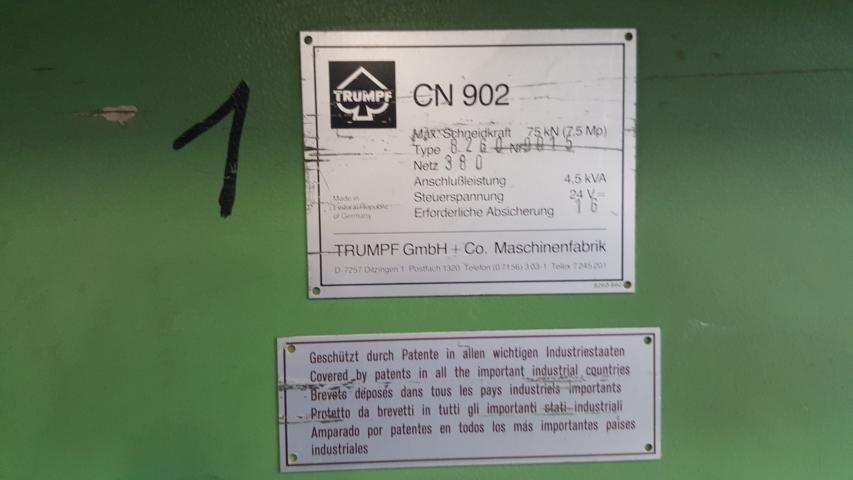 1
TRUMPF
CN 902
Max. Schneidkraft 75 kN (7,5 Mp)
Type 8260 Nr. 0015
Netz 380
Anschlußleistung 4,5 kVA
Steuerspannung 24 V=
Erforderliche Absicherung 16
Made in
Federal Republic
of Germany
TRUMPF GmbH + Co. Maschinenfabrik
D-7257 Ditzingen 1 Postfach 1320 Telefon (07156) 303-1 Telex 7245201
Geschützt durch Patente in allen wichtigen Industriestaaten
Covered by patents in all the important industrial countries
Brevets déposés dans tous les pays industriels importants
Protetto da brevetti in tutti gli importanti stati industriali
Amparado por patentes en todos los más importantes países
industriales